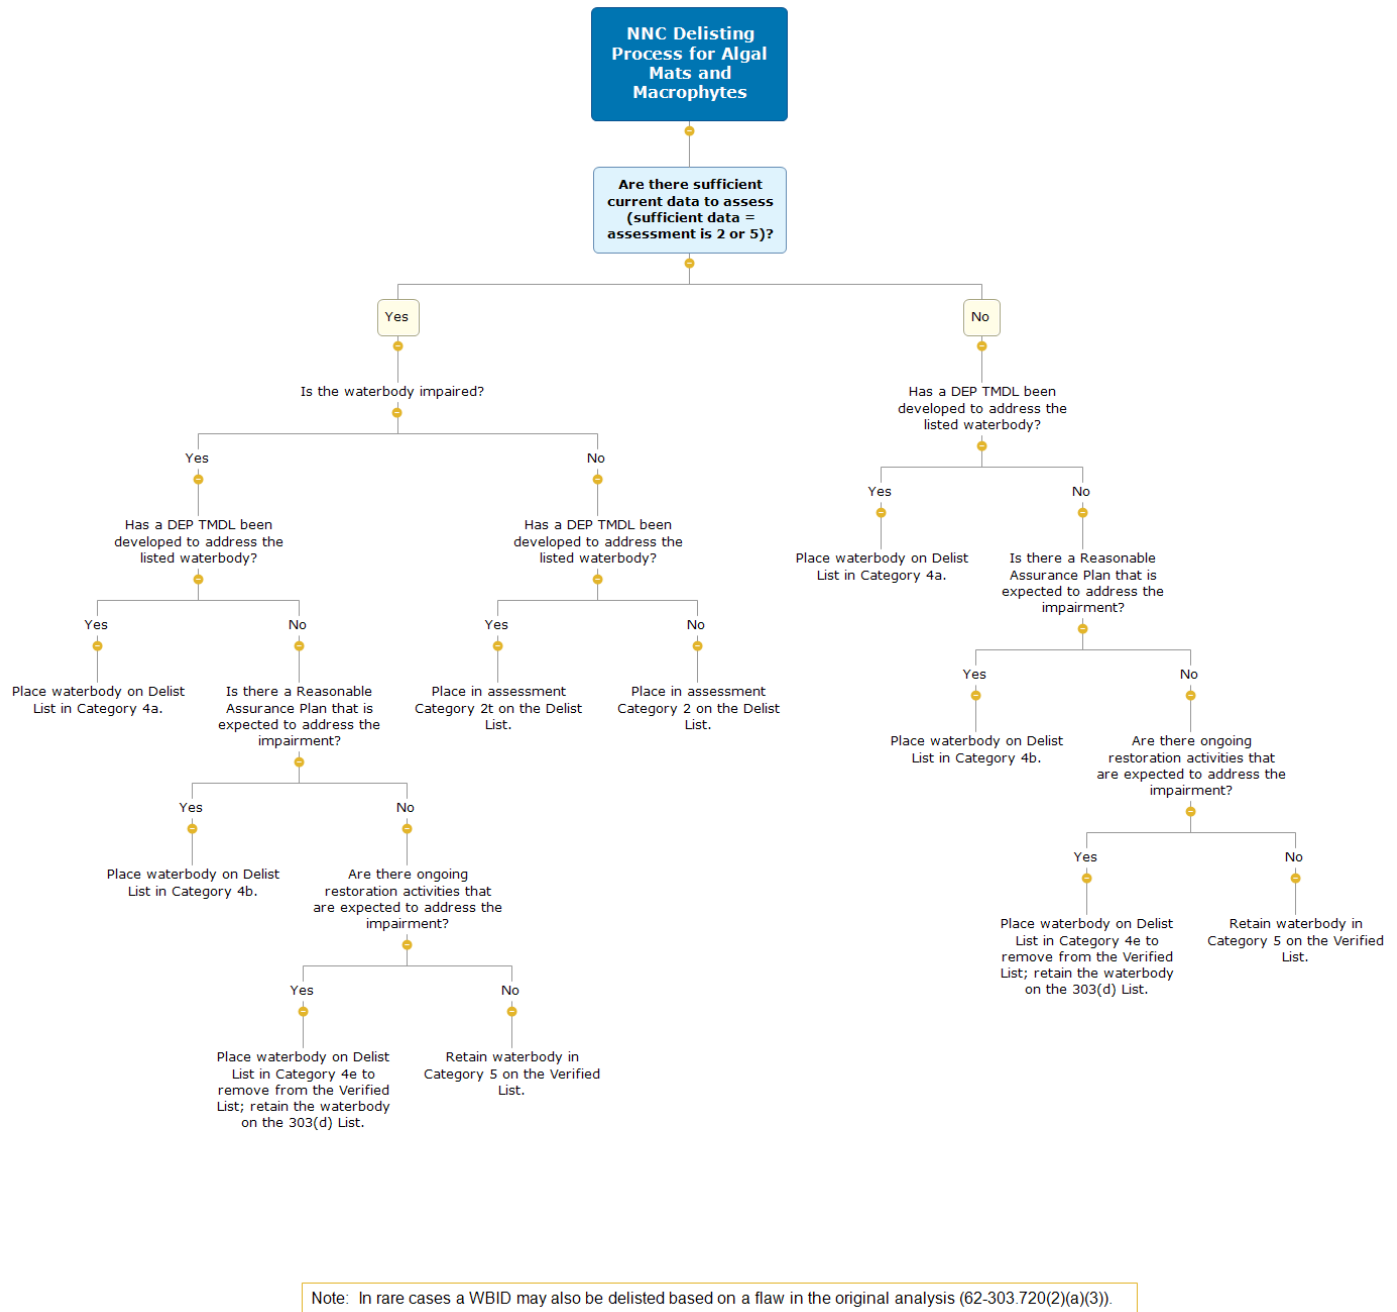 NNC Delisting
Process for Algal
Mats and
Macrophytes
Are there sufficient
current data to assess
(sufficient data =
assessment is 2 or 5)?
Yes
No
Is the waterbody impaired?
Has a DEP TMDL been
developed to address the
listed waterbody?
Yes
No
Yes
No
Has a DEP TMDL been
developed to address the
listed waterbody?
Has a DEP TMDL been
developed to address the
listed waterbody?
Place waterbody on Delist
List in Category 4a.
Is there a Reasonable
Assurance Plan that is
expected to address the
impairment?
Yes
No
Yes
No
Place waterbody on Delist
List in Category 4a.
Is there a Reasonable
Assurance Plan that is
expected to address the
impairment?
Place in assessment
Category 2t on the Delist
List.
Place in assessment
Category 2 on the Delist
List.
Yes
No
Place waterbody on Delist
List in Category 4b.
Are there ongoing
restoration activities that
are expected to address the
impairment?
Yes
No
Place waterbody on Delist
List in Category 4b.
Are there ongoing
restoration activities that
are expected to address the
impairment?
Yes
No
Place waterbody on Delist
List in Category 4e to
remove from the Verified
List; retain the waterbody
on the 303(d) List.
Retain waterbody in
Category 5 on the Verified
List.
Yes
No
Place waterbody on Delist
List in Category 4e to
remove from the Verified
List; retain the waterbody
on the 303(d) List.
Retain waterbody in
Category 5 on the Verified
List.
Note: In rare cases a WBID may also be delisted based on a flaw in the original analysis (62-303.720(2)(a)(3)).